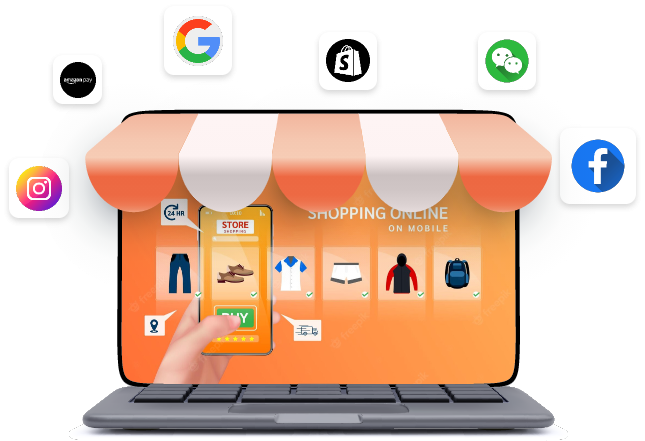 amazon pay
24 HR
STORE
SHOPPING
SHOPPING ONLINE
ON MOBILE
BUY